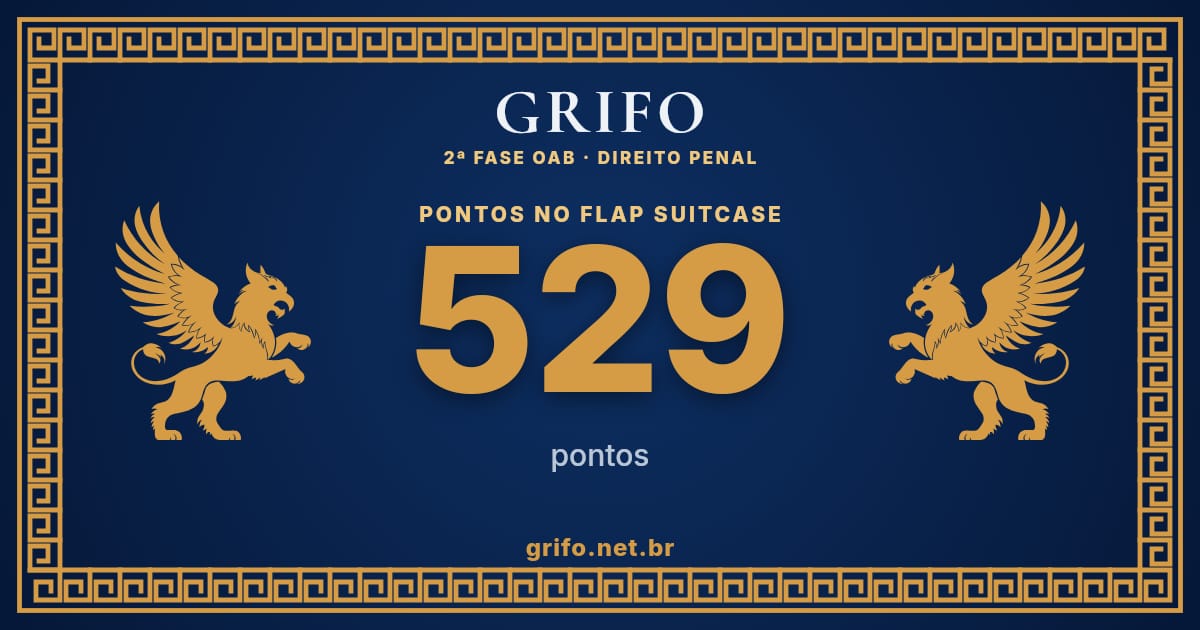 GRIFO
2ª FASE OAB · DIREITO PENAL
PONTOS NO FLAP SUITCASE
529
pontos
grifo.net.br